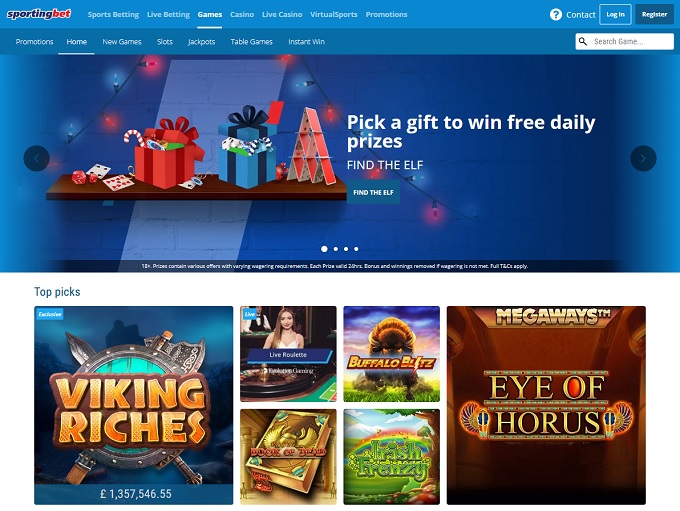 sportingbet
Sports Betting Live Betting Games Casino Live Casino VirtualSports Promotions
? Contact Log In Register
Promotions Home New Games Slots Jackpots Table Games Instant Win
Search Game...
Pick a gift to win free daily
prizes
FIND THE ELF
FIND THE ELF
18+. Prizes contain various offers with varying wagering requirements. Each Prize valid 24hrs. Bonus and winnings removed if wagering is not met. Full T&Cs apply.
Top picks
Exclusive
VIKING
RICHES
£ 1,357,546.55
Live
Live Roulette
Evolution Gaming
BUFFALO BLITZ
BOOK OF DEAD
Irish
Frenzy
MEGAWAYS™
EYE OF
HORUS